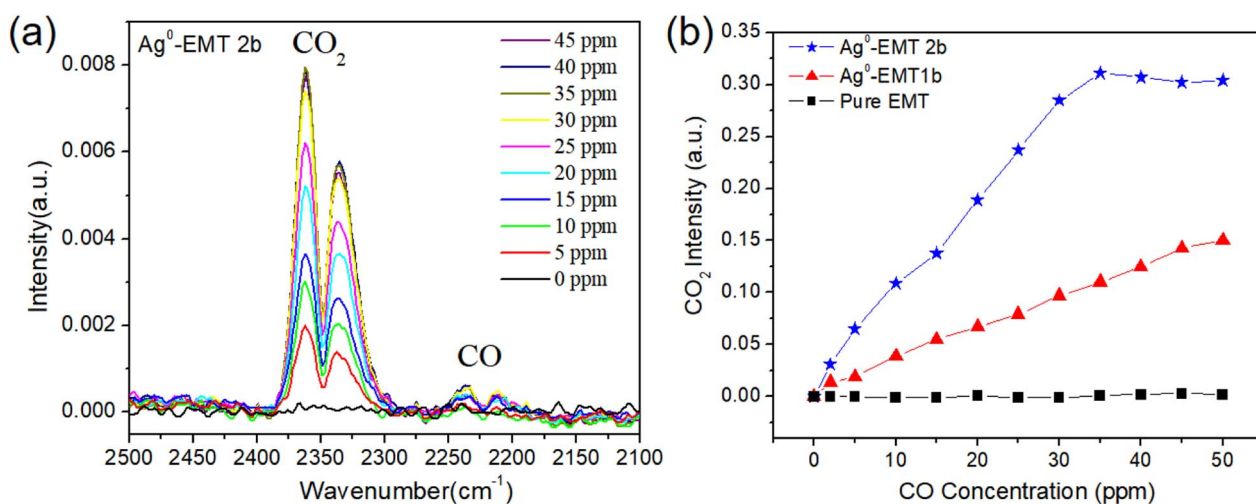 (a)
Ag⁰-EMT 2b
CO₂
CO
45 ppm
40 ppm
35 ppm
30 ppm
25 ppm
20 ppm
15 ppm
10 ppm
5 ppm
0 ppm
0.008
0.006
0.004
0.002
0.000
Intensity(a.u.)
2500 2450 2400 2350 2300 2250 2200 2150 2100
Wavenumber(cm⁻¹)
(b)
Ag⁰-EMT 2b
Ag⁰-EMT1b
Pure EMT
0.35
0.30
0.25
0.20
0.15
0.10
0.05
0.00
CO₂ Intensity (a.u.)
0 10 20 30 40 50
CO Concentration (ppm)